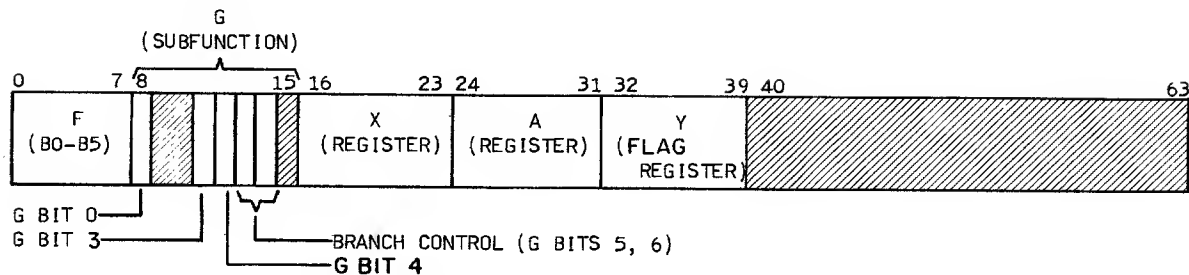 G
(SUBFUNCTION)
0 7 8 15 16 23 24 31 32 39 40 63
F X A Y
(B0-B5) (REGISTER) (REGISTER) (FLAG
REGISTER)
G BIT 0
G BIT 3 BRANCH CONTROL (G BITS 5, 6)
G BIT 4